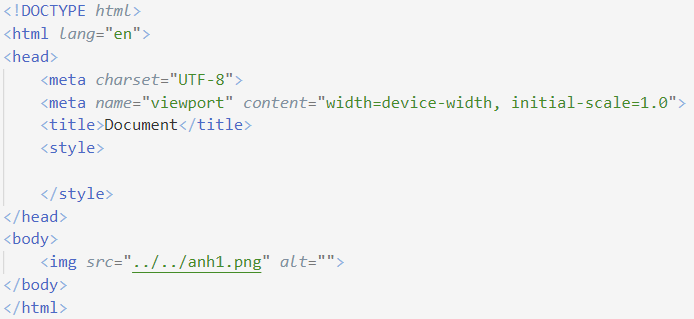 <!DOCTYPE html>
<html lang="en">
<head>
    <meta charset="UTF-8">
    <meta name="viewport" content="width=device-width, initial-scale=1.0">
    <title>Document</title>
    <style>

    </style>
</head>
<body>
    <img src="../../anh1.png" alt="">
</body>
</html>